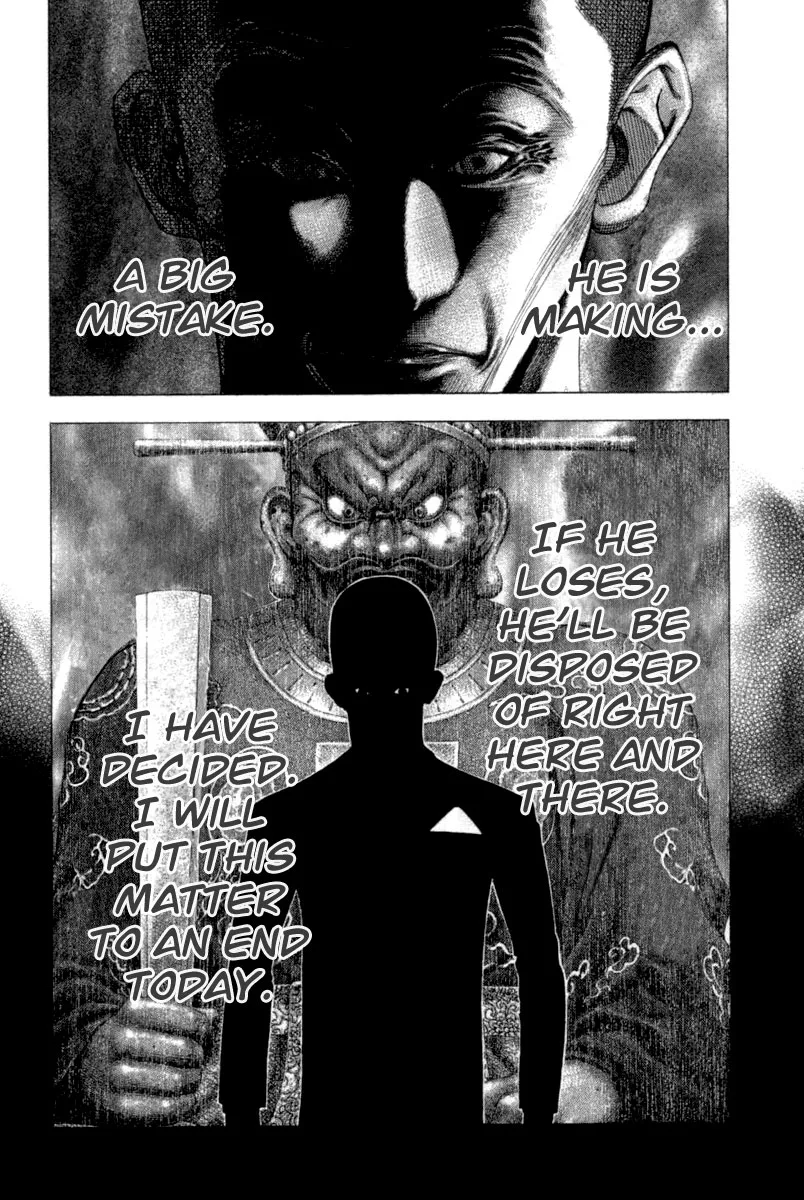 HE IS
MAKING...
A BIG
MISTAKE.
IF HE
LOSES,
HE'LL BE
DISPOSED
OF RIGHT
HERE AND
THERE.
I HAVE
DECIDED.
I WILL
PUT THIS
MATTER
TO AN END
TODAY.